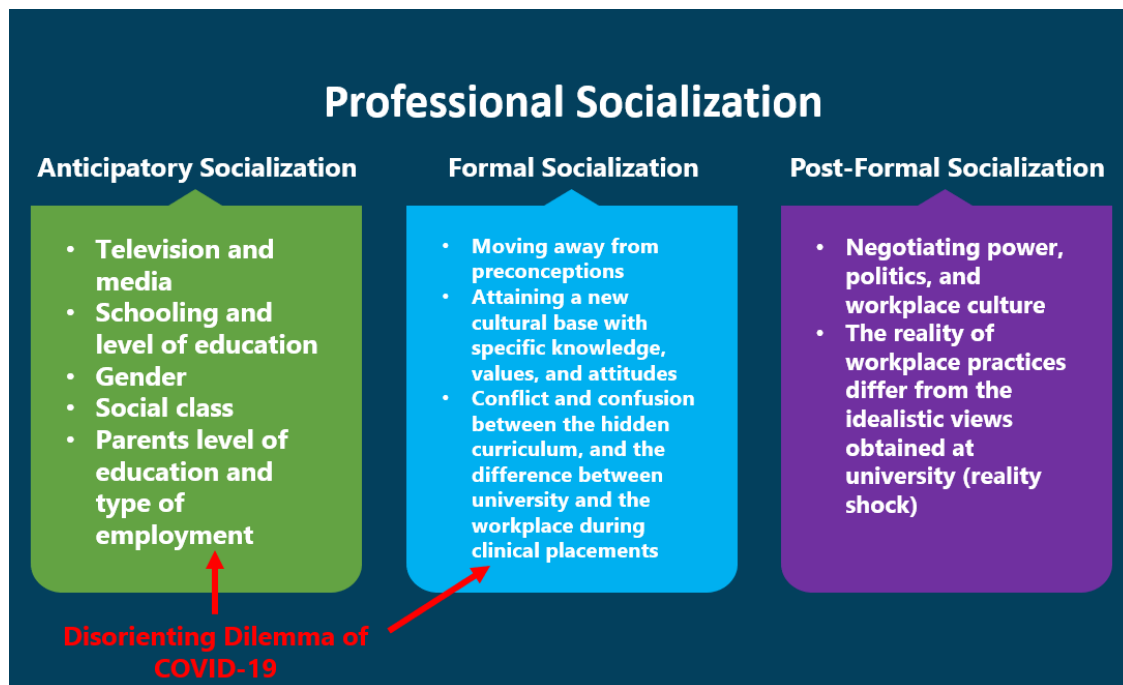 Professional Socialization
Anticipatory Socialization
• Television and
media
• Schooling and
level of education
• Gender
• Social class
• Parents level of
education and
type of
employment
Formal Socialization
• Moving away from
preconceptions
• Attaining a new
cultural base with
specific knowledge,
values, and attitudes
• Conflict and confusion
between the hidden
curriculum, and the
difference between
university and the
workplace during
clinical placements
Post-Formal Socialization
• Negotiating power,
politics, and
workplace culture
• The reality of
workplace practices
differ from the
idealistic views
obtained at
university (reality
shock)
Disorienting Dilemma of
COVID-19